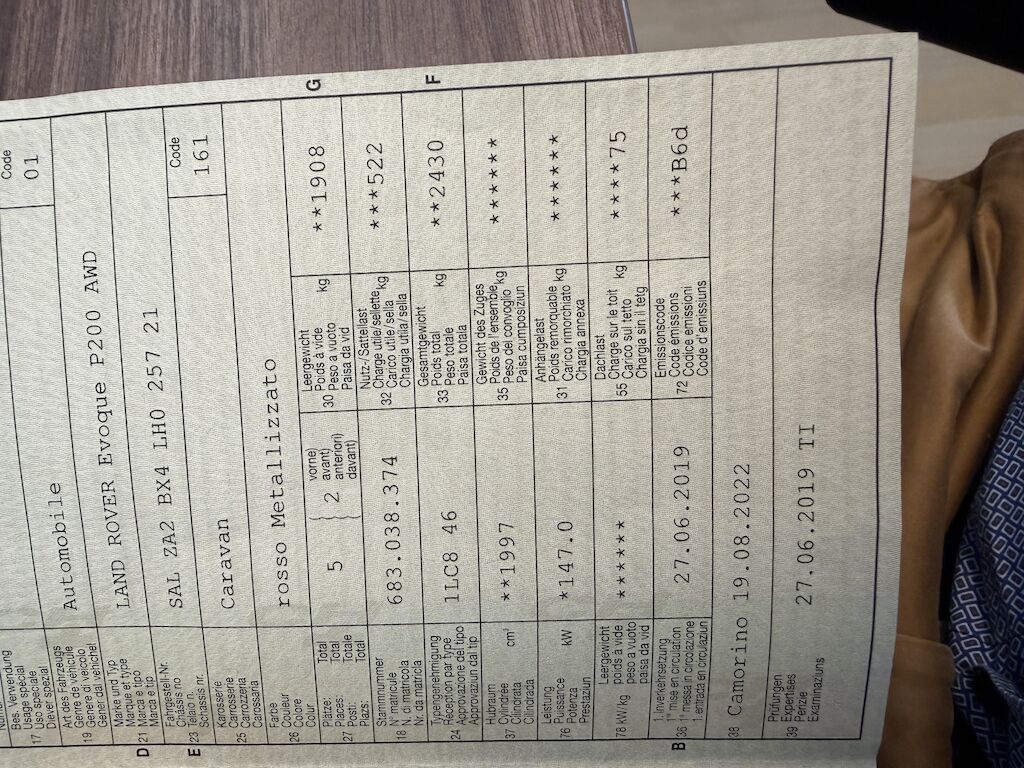 Bes. Verwendung
Usage spécial
17 Uso speciale
Diever spezial
Code
01
Art des Fahrzeugs
Genre de véhicule
19 Genere di veicolo
Gener dal vehichel
Automobile
Marke und Typ
Marque et type
D 21 Marca e tipo
Marca e tip
LAND ROVER Evoque P200 AWD
Fahrgestell-Nr.
Châssis no
E 23 Telaio n.
Schassis nr.
SAL ZA2 BX4 LH0 257 21
Code
161
Karosserie
Carrosserie
25 Carrozzeria
Carossaria
Caravan
Farbe
Couleur
26 Colore
Colur
rosso Metallizzato
Plätze: Total
Places: Total
27 Posti: Totale
Plazs: Total
5 } 2 vorne)
avant)
anteriori)
davant)
Leergewicht
Poids à vide
30 Peso a vuoto kg
Paisa da vid
**1908
G
Stammnummer
N° matricule
18 N. di matricola
Nr. da matricla
683.038.374
Nutz-/Sattellast
Charge utile/sellette
32 Carico utile/sella kg
Chargia utila/sella
***522
Typengenehmigung
Réception par type
24 Approvazione del tipo
Approvaziun dal tip
1LC8 46
Gesamtgewicht
Poids total
33 Peso totale kg
Paisa totala
**2430
F
Hubraum
Cylindrée
37 Cilindrata cm³
Cilindrada
**1997
Gewicht des Zuges
Poids de l'ensemble
35 Peso del convoglio kg
Paisa cumposiziun
******
Leistung
Puissance
76 Potenza kW
Prestaziun
*147.0
Anhängelast
Poids remorquable
31 Carico rimorchiato kg
Chargia annexa
******
Leergewicht
poids à vide
78 kW/kg peso a vuoto
paisa da vid
******
Dachlast
Charge sur le toit
55 Carico sul tetto kg
Chargia sin il tetg
****75
1. Inverkehrsetzung
1re mise en circulation
B 36 1a messa in circolazione
1. entrada en circulaziun
27.06.2019
Emissionscode
Code émissions
72 Codice emissioni
Code d'emissiuns
***B6d
38 Camorino 19.08.2022
Prüfungen
Expertises
39 Perizie
Examinaziuns
27.06.2019 TI